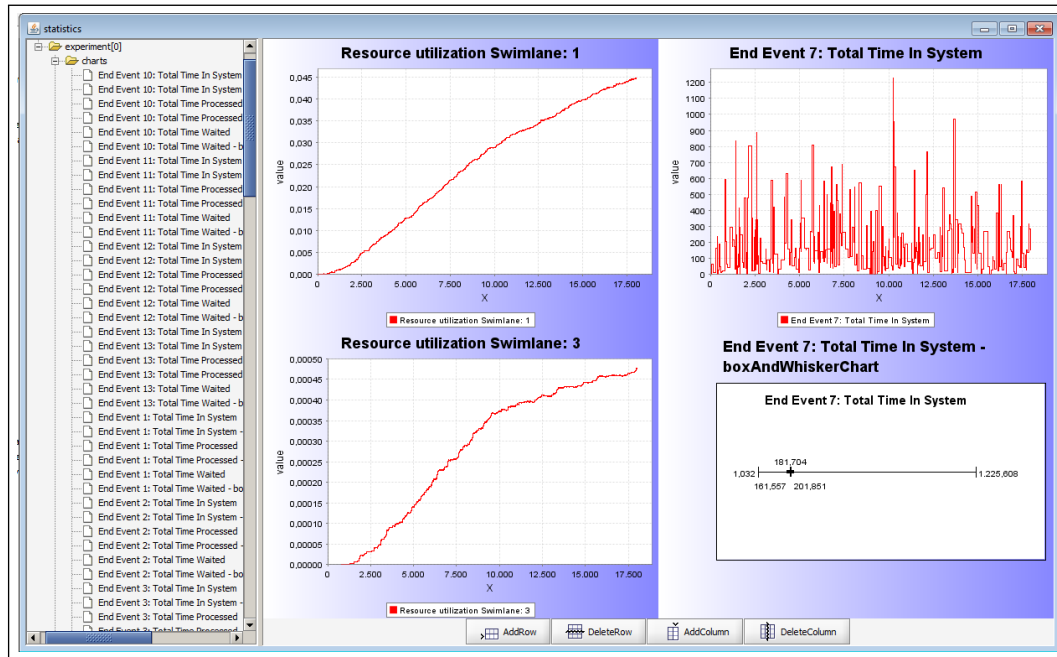 statistics
experiment[0]
charts
End Event 10: Total Time In System
End Event 10: Total Time In System
End Event 10: Total Time Processed
End Event 10: Total Time Processed
End Event 10: Total Time Waited
End Event 10: Total Time Waited - b
End Event 11: Total Time In System
End Event 11: Total Time In System
End Event 11: Total Time Processed
End Event 11: Total Time Processed
End Event 11: Total Time Waited
End Event 11: Total Time Waited - b
End Event 12: Total Time In System
End Event 12: Total Time In System
End Event 12: Total Time Processed
End Event 12: Total Time Processed
End Event 12: Total Time Waited
End Event 12: Total Time Waited - b
End Event 13: Total Time In System
End Event 13: Total Time In System
End Event 13: Total Time Processed
End Event 13: Total Time Processed
End Event 13: Total Time Waited
End Event 13: Total Time Waited - b
End Event 1: Total Time In System
End Event 1: Total Time In System -
End Event 1: Total Time Processed
End Event 1: Total Time Processed -
End Event 1: Total Time Waited
End Event 1: Total Time Waited - bo
End Event 2: Total Time In System
End Event 2: Total Time In System -
End Event 2: Total Time Processed
End Event 2: Total Time Processed -
End Event 2: Total Time Waited
End Event 2: Total Time Waited - bo
End Event 3: Total Time In System
End Event 3: Total Time In System -
End Event 3: Total Time Processed
Resource utilization Swimlane: 1
0,045
0,040
0,035
0,030
0,025
0,020
0,015
0,010
0,005
0,000
value
0 2.500 5.000 7.500 10.000 12.500 15.000 17.500
X
Resource utilization Swimlane: 1
End Event 7: Total Time In System
1200
1100
1000
900
800
700
600
500
400
300
200
100
0
value
0 2.500 5.000 7.500 10.000 12.500 15.000 17.500
X
End Event 7: Total Time In System
Resource utilization Swimlane: 3
0,00050
0,00045
0,00040
0,00035
0,00030
0,00025
0,00020
0,00015
0,00010
0,00005
0,00000
value
0 2.500 5.000 7.500 10.000 12.500 15.000 17.500
X
Resource utilization Swimlane: 3
End Event 7: Total Time In System -
boxAndWhiskerChart
End Event 7: Total Time In System
181,704
1,032 1.225,608
161,557 201,851
AddRow DeleteRow AddColumn DeleteColumn